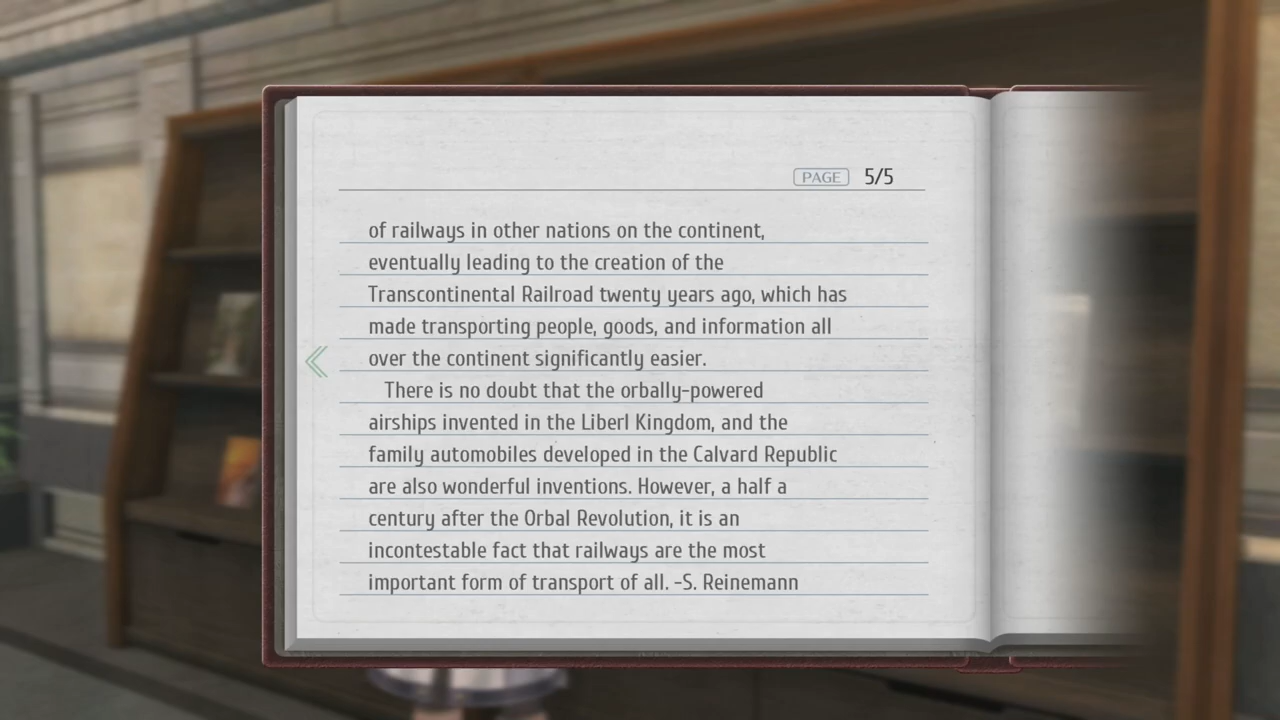 PAGE 5/5
of railways in other nations on the continent,
eventually leading to the creation of the
Transcontinental Railroad twenty years ago, which has
made transporting people, goods, and information all
over the continent significantly easier.
There is no doubt that the orbally-powered
airships invented in the Liberl Kingdom, and the
family automobiles developed in the Calvard Republic
are also wonderful inventions. However, a half a
century after the Orbal Revolution, it is an
incontestable fact that railways are the most
important form of transport of all. -S. Reinemann